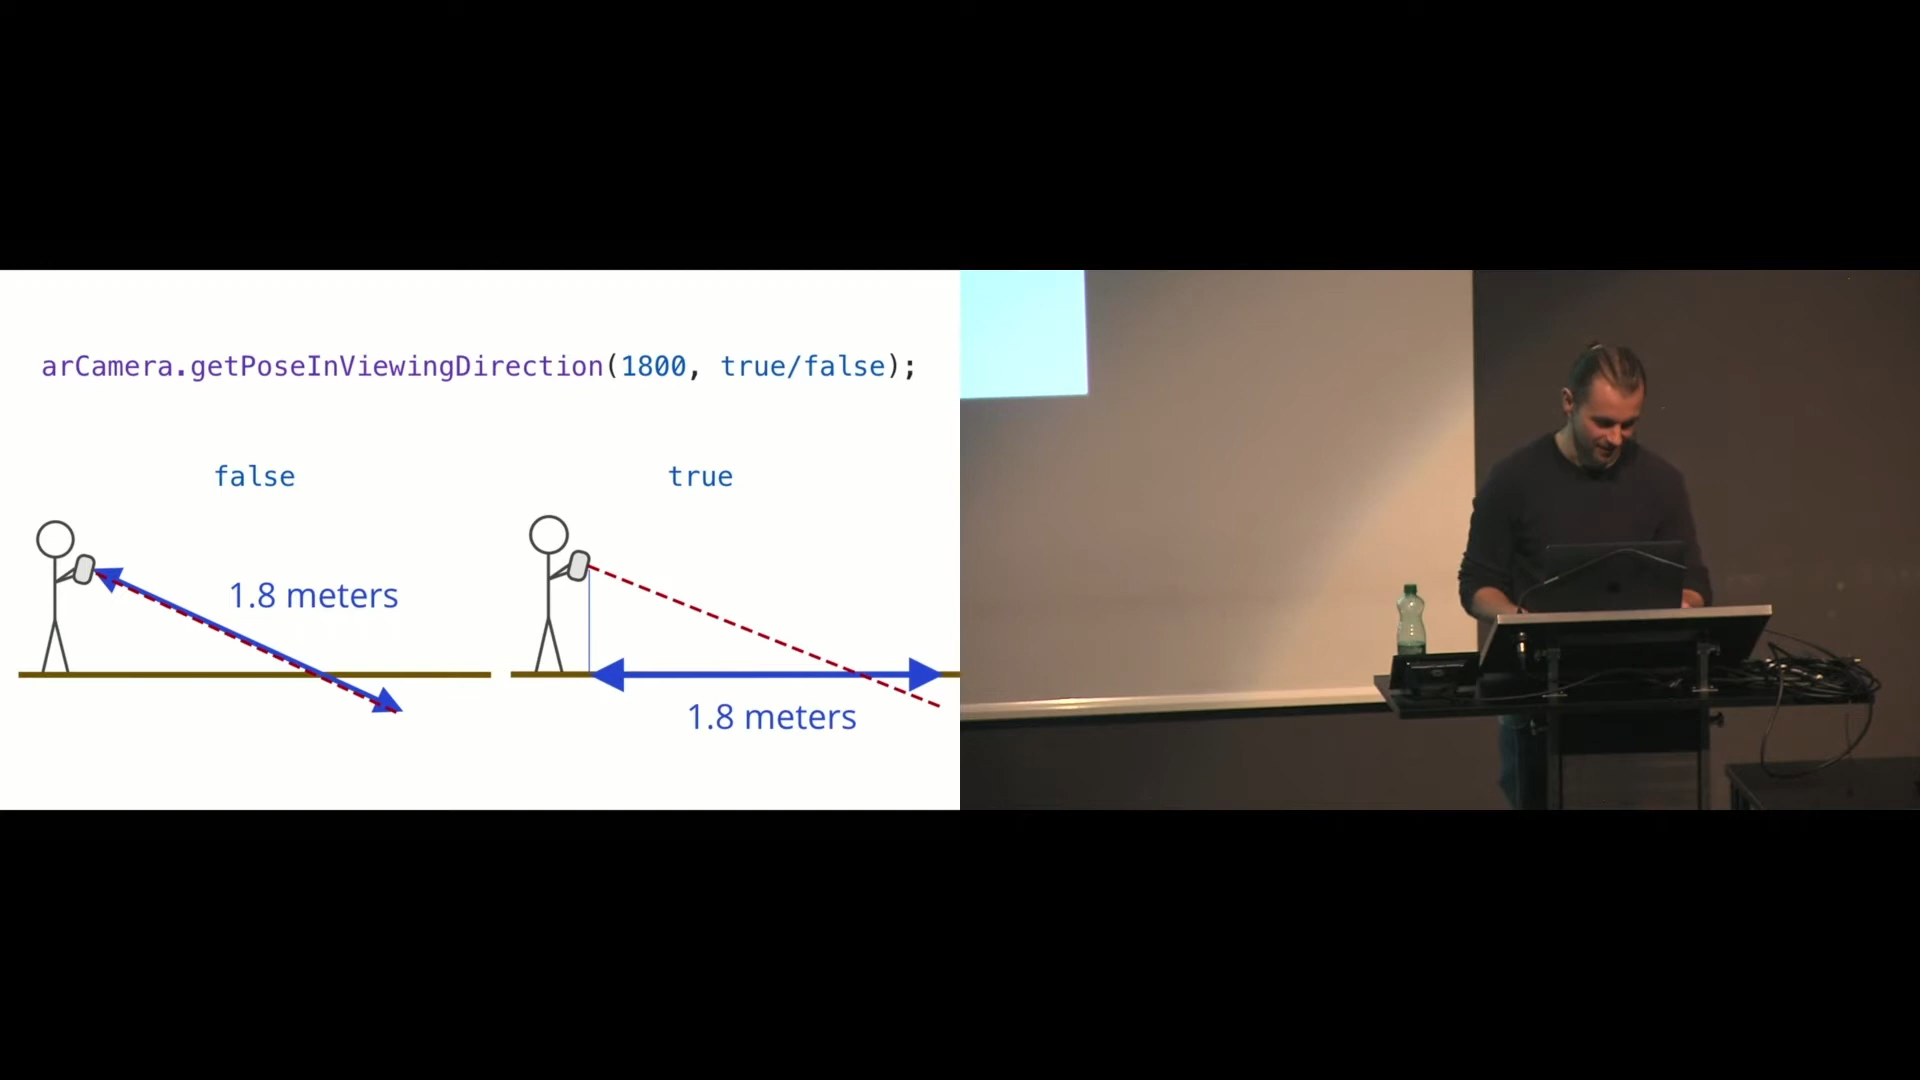 arCamera.getPoseInViewingDirection(1800, true/false);
false
true
1.8 meters
1.8 meters